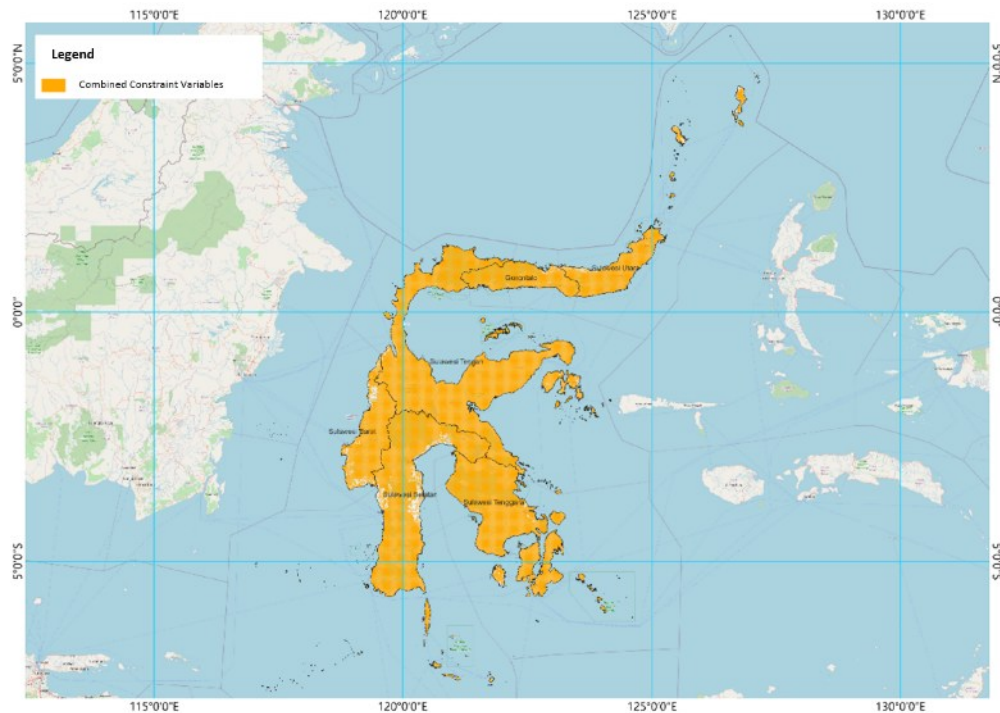 115°0'0"E
120°0'0"E
125°0'0"E
130°0'0"E
Legend
Combined Constraint Variables
5°0'0"N
5°0'0"N
Sulawesi Utara
Gorontalo
0°0'0"
0°0'0"
Sulawesi Tengah
Sulawesi Barat
Sulawesi Selatan
Sulawesi Tenggara
5°0'0"S
5°0'0"S
115°0'0"E
120°0'0"E
125°0'0"E
130°0'0"E